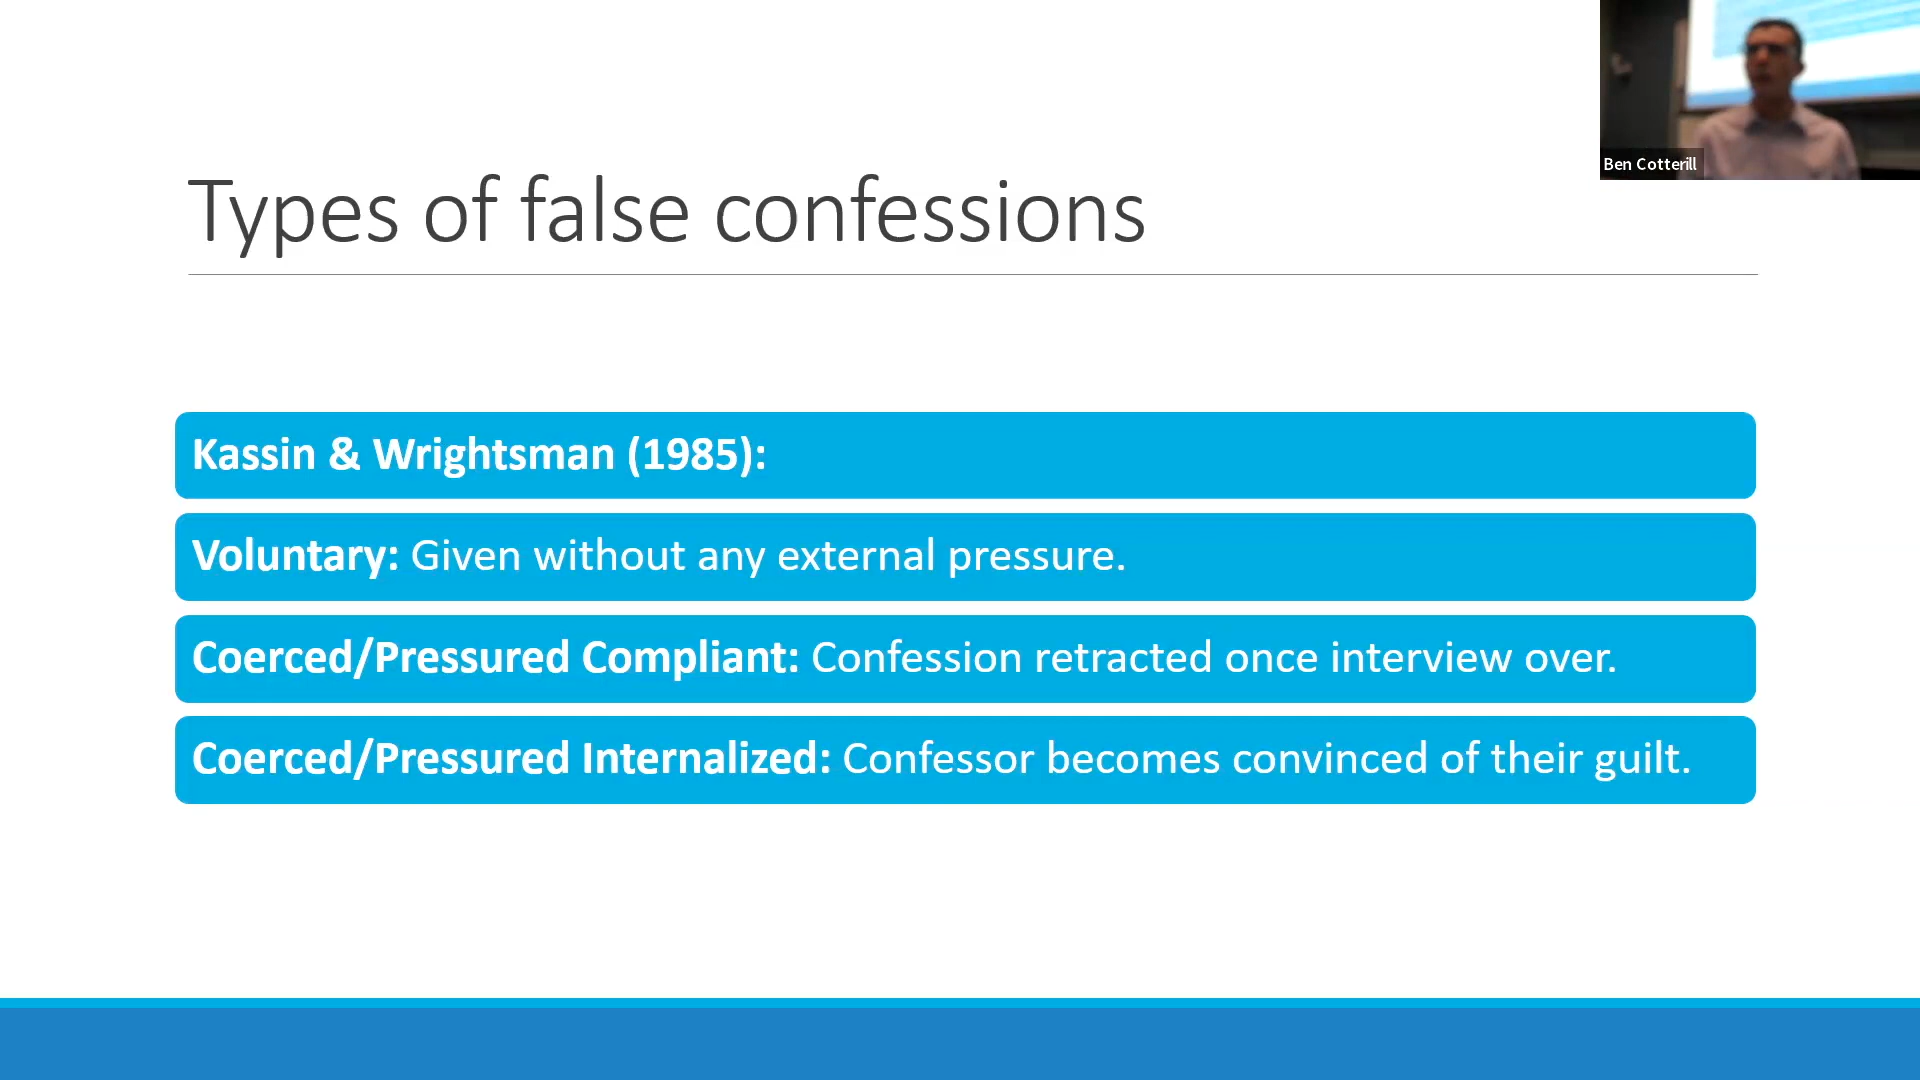 Ben Cotterill
Types of false confessions
Kassin & Wrightsman (1985):
Voluntary: Given without any external pressure.
Coerced/Pressured Compliant: Confession retracted once interview over.
Coerced/Pressured Internalized: Confessor becomes convinced of their guilt.